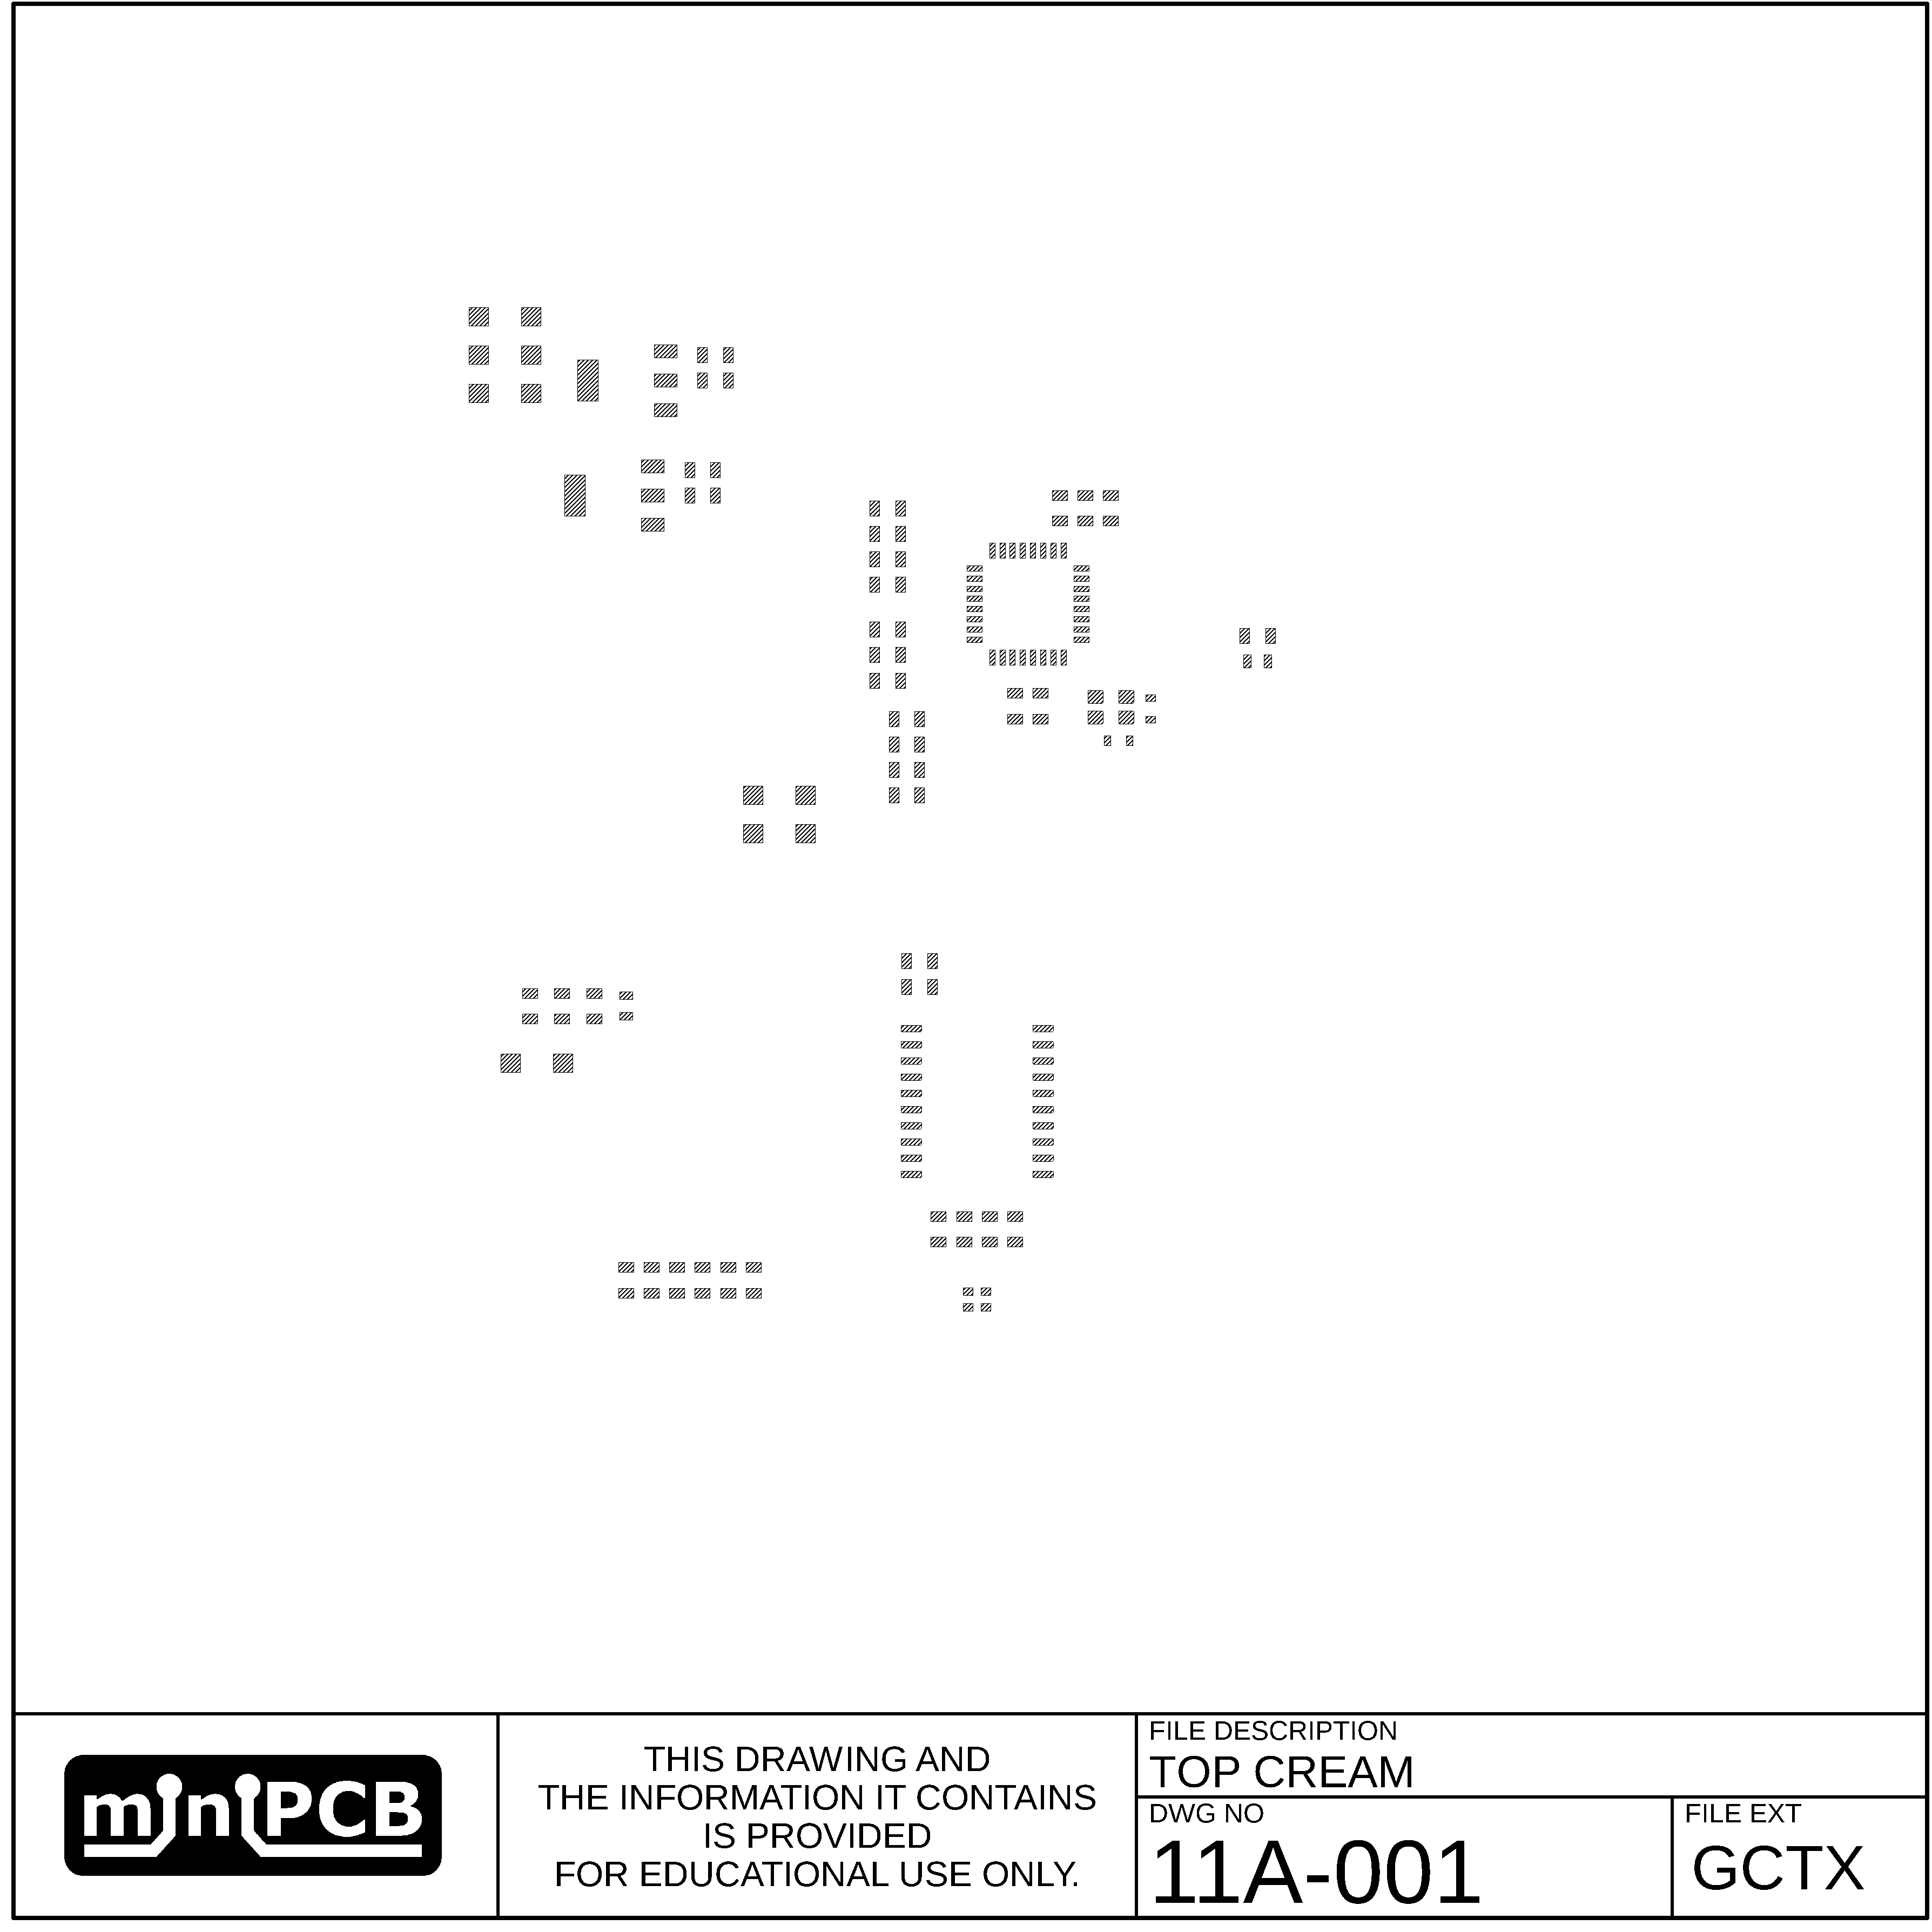 miniPCB
THIS DRAWING AND
THE INFORMATION IT CONTAINS
IS PROVIDED
FOR EDUCATIONAL USE ONLY.
FILE DESCRIPTION
TOP CREAM
DWG NO
11A-001
FILE EXT
GCTX